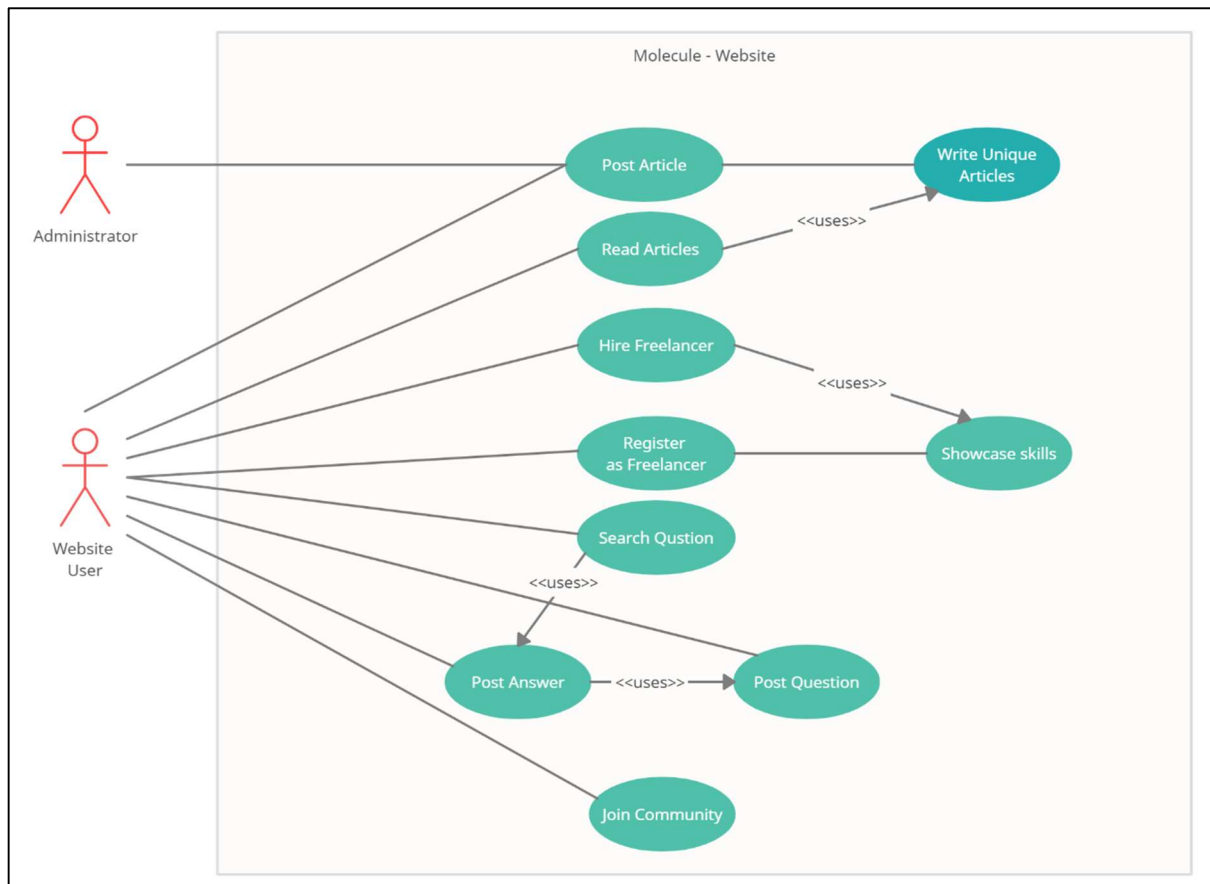 Molecule - Website
Administrator
Post Article
Write Unique
Articles
<<uses>>
Read Articles
Hire Freelancer
<<uses>>
Register
as Freelancer
Showcase skills
Website
User
Search Qustion
<<uses>>
Post Answer
<<uses>>
Post Question
Join Community